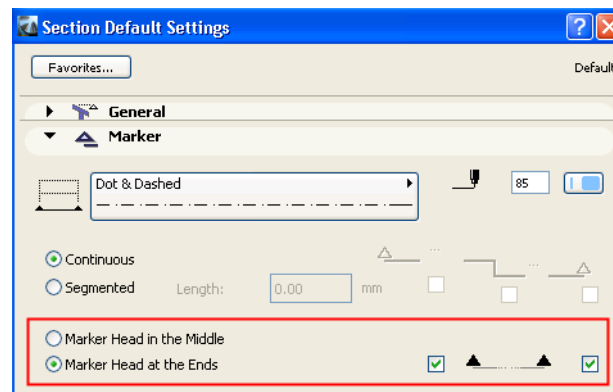 Section Default Settings
Favorites...
Default
General
Marker
Dot & Dashed
85
Continuous
Segmented
Length:
0.00
mm
Marker Head in the Middle
Marker Head at the Ends